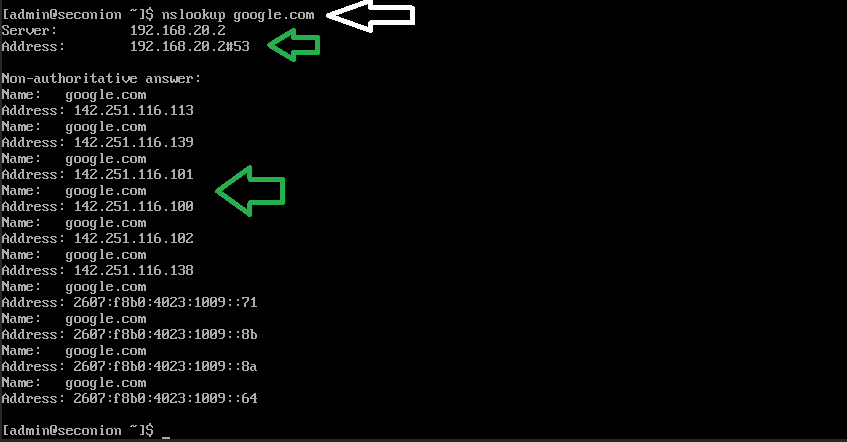 [admin@seconion ~]$ nslookup google.com
Server:         192.168.20.2
Address:        192.168.20.2#53

Non-authoritative answer:
Name:   google.com
Address: 142.251.116.113
Name:   google.com
Address: 142.251.116.139
Name:   google.com
Address: 142.251.116.101
Name:   google.com
Address: 142.251.116.100
Name:   google.com
Address: 142.251.116.102
Name:   google.com
Address: 142.251.116.138
Name:   google.com
Address: 2607:f8b0:4023:1009::71
Name:   google.com
Address: 2607:f8b0:4023:1009::8b
Name:   google.com
Address: 2607:f8b0:4023:1009::8a
Name:   google.com
Address: 2607:f8b0:4023:1009::64

[admin@seconion ~]$ _